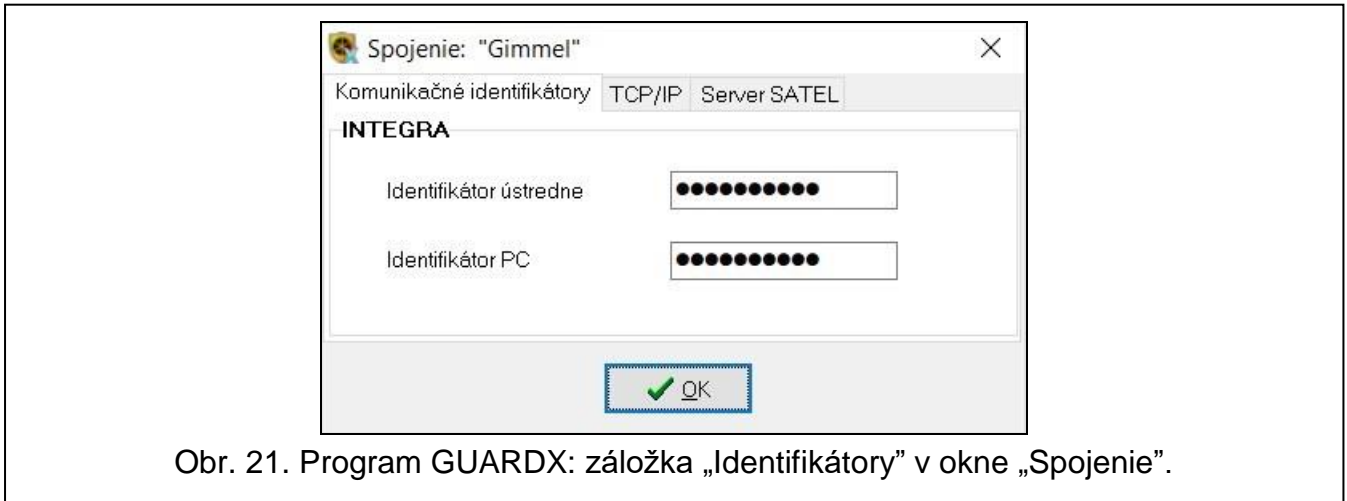 Spojenie: "Gimmel"
Komunikačné identifikátory TCP/IP Server SATEL
INTEGRA
Identifikátor ústredne ●●●●●●●●●●
Identifikátor PC ●●●●●●●●●●
OK
Obr. 21. Program GUARDX: záložka „Identifikátory” v okne „Spojenie”.